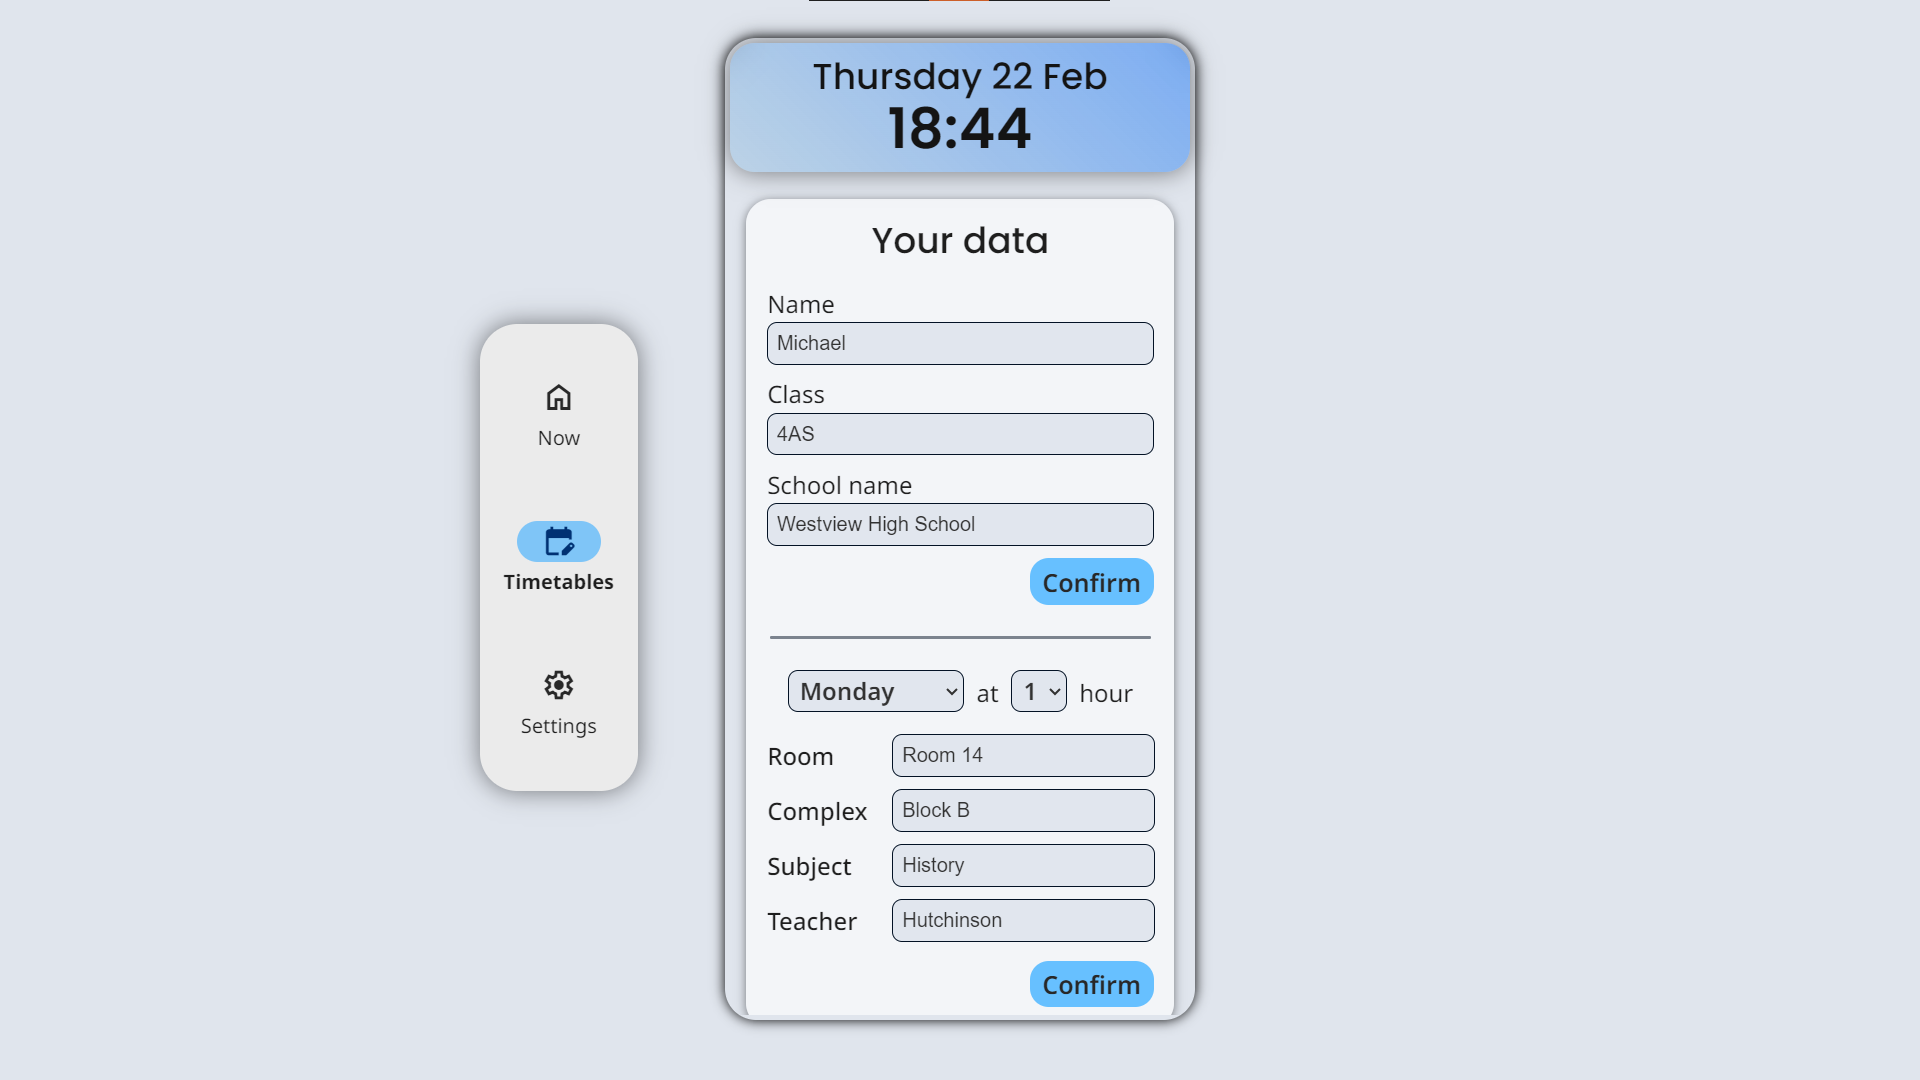 Thursday 22 Feb
18:44
Your data
Name
Michael
Class
4AS
School name
Westview High School
Confirm
Monday at 1 hour
Room Room 14
Complex Block B
Subject History
Teacher Hutchinson
Confirm
Now
Timetables
Settings